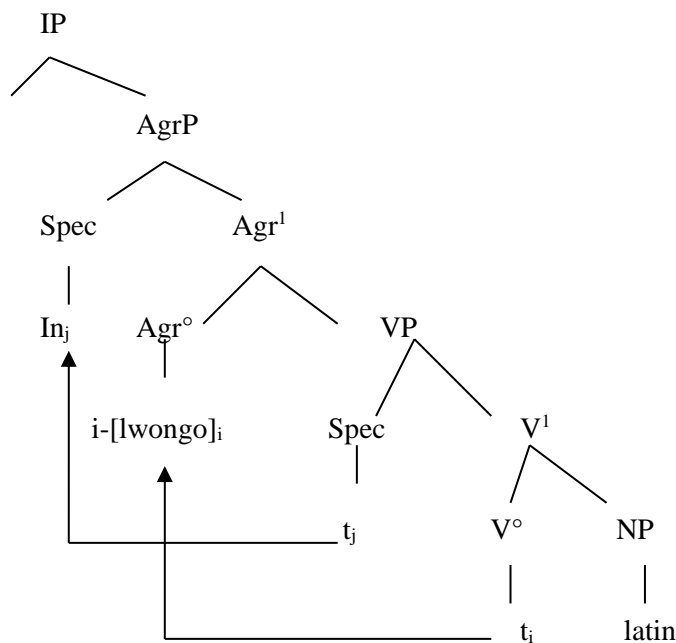 IP
AgrP
Spec Agr¹
Inⱼ Agr° VP
i-[lwongo]ᵢ Spec V¹
tⱼ V° NP
tᵢ latin